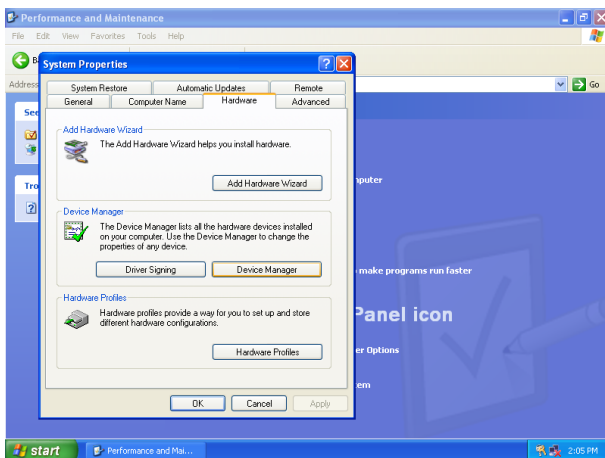 Performance and Maintenance
File Edit View Favorites Tools Help
Address
Go
System Properties
System Restore Automatic Updates Remote
General Computer Name Hardware Advanced
See
Add Hardware Wizard
The Add Hardware Wizard helps you install hardware.
Add Hardware Wizard
Tro
Device Manager
The Device Manager lists all the hardware devices installed
on your computer. Use the Device Manager to change the
properties of any device.
Driver Signing Device Manager
Hardware Profiles
Hardware profiles provide a way for you to set up and store
different hardware configurations.
Hardware Profiles
OK Cancel Apply
mputer
make programs run faster
Panel icon
er Options
tem
start Performance and Mai... 2:05 PM